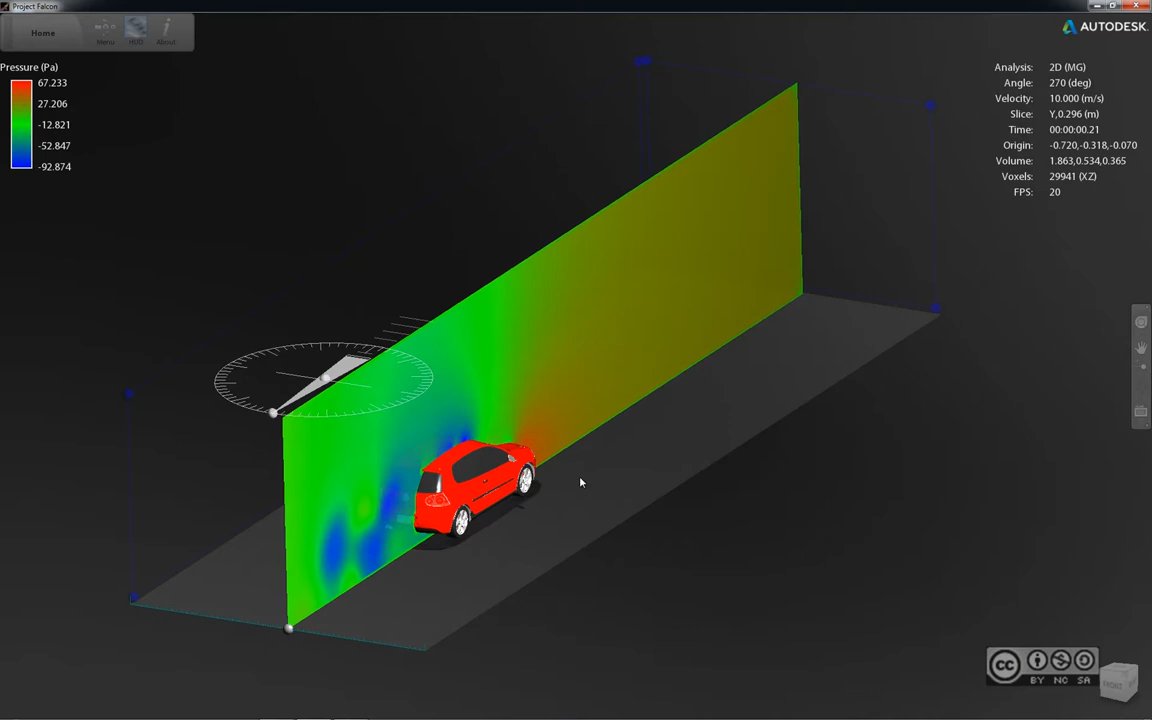 Project Falcon
Home
Menu
HUD
About
AUTODESK.
Pressure (Pa)
67.233
27.206
-12.821
-52.847
-92.874
Analysis: 2D (MG)
Angle: 270 (deg)
Velocity: 10.000 (m/s)
Slice: Y,0.296 (m)
Time: 00:00:00.21
Origin: -0.720,-0.318,-0.070
Volume: 1.863,0.534,0.365
Voxels: 29941 (XZ)
FPS: 20
cc
BY NC SA
FRONT